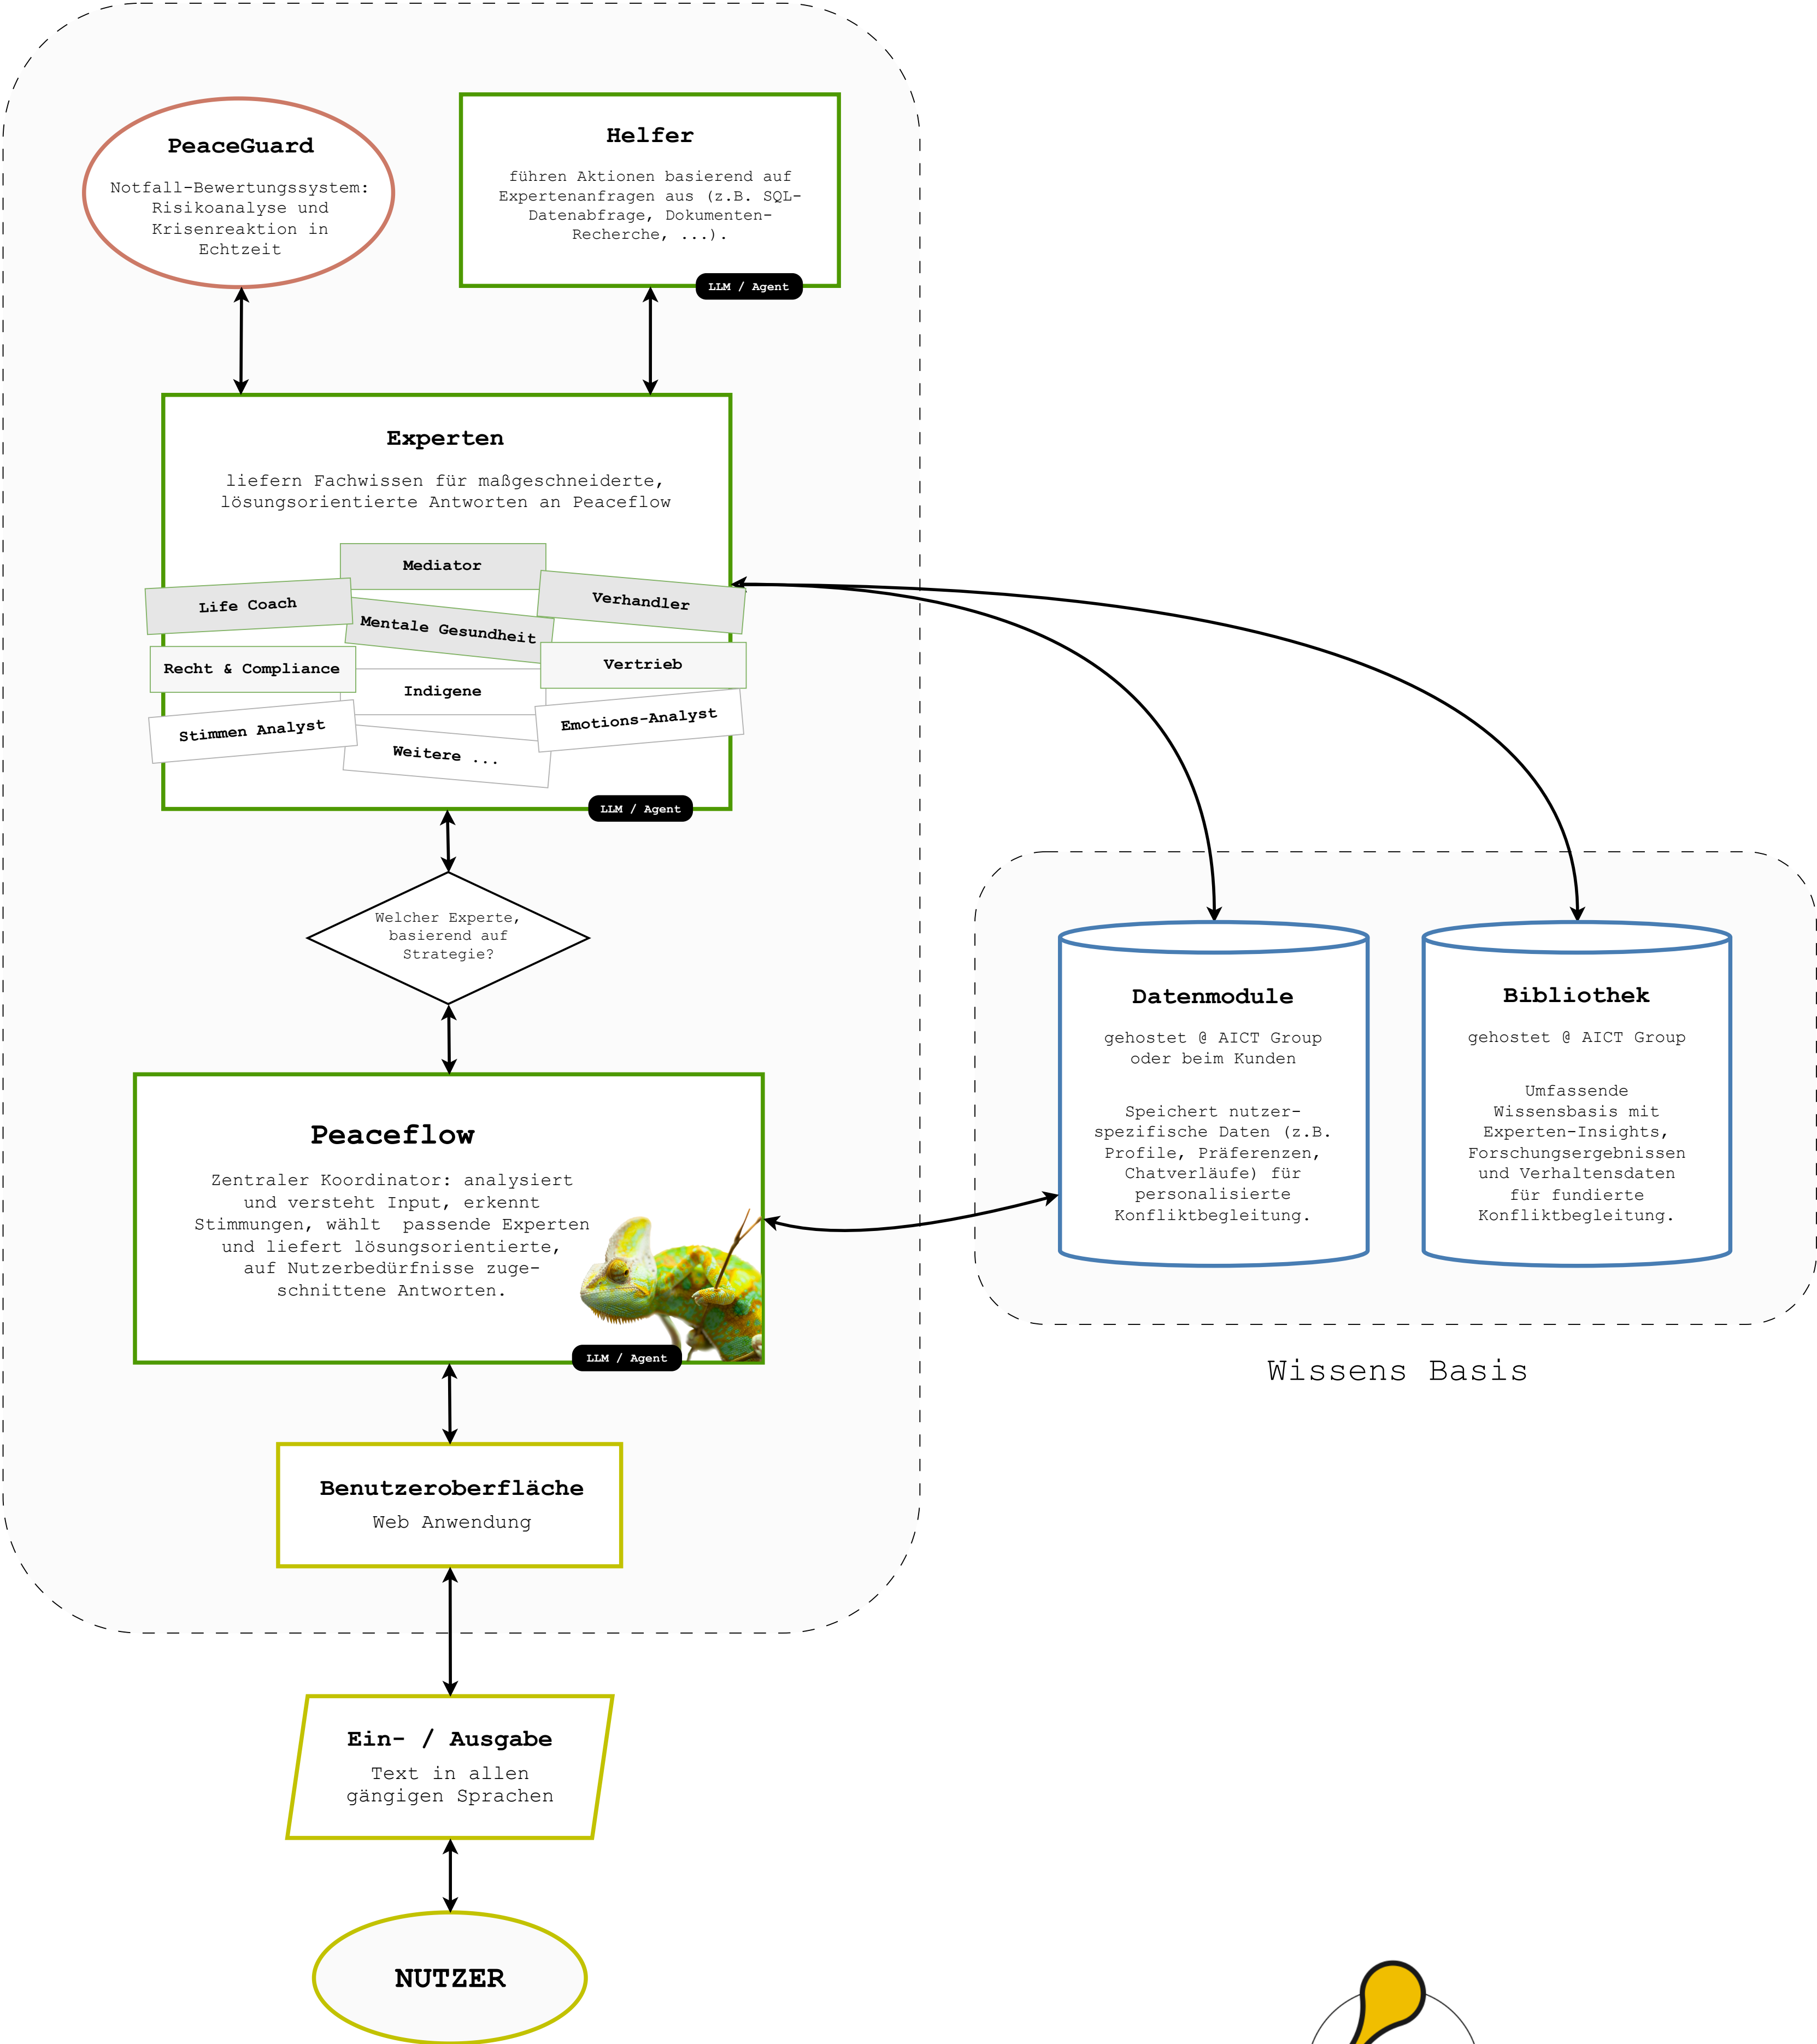 PeaceGuard
Notfall-Bewertungssystem:
Risikoanalyse und
Krisenreaktion in
Echtzeit
Helfer
führen Aktionen basierend auf
Expertenanfragen aus (z.B. SQL-
Datenabfrage, Dokumenten-
Recherche, ...).
LLM / Agent
Experten
liefern Fachwissen für maßgeschneiderte,
lösungsorientierte Antworten an Peaceflow
Mediator
Life Coach
Verhandler
Mentale Gesundheit
Recht & Compliance
Vertrieb
Indigene
Stimmen Analyst
Emotions-Analyst
Weitere ...
LLM / Agent
Welcher Experte,
basierend auf
Strategie?
Peaceflow
Zentraler Koordinator: analysiert
und versteht Input, erkennt
Stimmungen, wählt  passende Experten
und liefert lösungsorientierte,
auf Nutzerbedürfnisse zuge-
schnittene Antworten.
LLM / Agent
Datenmodule
gehostet @ AICT Group
oder beim Kunden
Speichert nutzer-
spezifische Daten (z.B.
Profile, Präferenzen,
Chatverläufe) für
personalisierte
Konfliktbegleitung.
Bibliothek
gehostet @ AICT Group
Umfassende
Wissensbasis mit
Experten-Insights,
Forschungsergebnissen
und Verhaltensdaten
für fundierte
Konfliktbegleitung.
Wissens Basis
Benutzeroberfläche
Web Anwendung
Ein- / Ausgabe
Text in allen
gängigen Sprachen
NUTZER